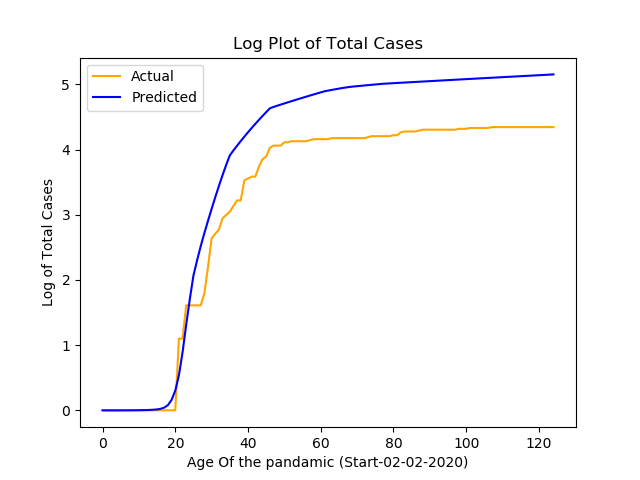 Log Plot of Total Cases
Actual
Predicted
5
4
3
2
1
0
Log of Total Cases
0 20 40 60 80 100 120
Age Of the pandamic (Start-02-02-2020)